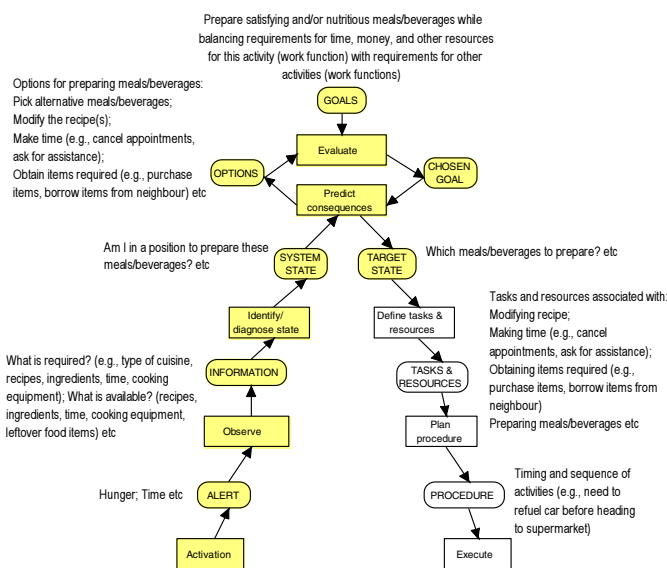 Prepare satisfying and/or nutritious meals/beverages while
balancing requirements for time, money, and other resources
for this activity (work function) with requirements for other
activities (work functions)
Options for preparing meals/beverages:
Pick alternative meals/beverages;
Modify the recipe(s);
Make time (e.g., cancel appointments,
ask for assistance);
Obtain items required (e.g., purchase
items, borrow items from neighbour) etc
GOALS
Evaluate
OPTIONS
CHOSEN
GOAL
Predict
consequences
Am I in a position to prepare these
meals/beverages? etc
SYSTEM
STATE
TARGET
STATE
Which meals/beverages to prepare? etc
Identify/
diagnose state
Define tasks &
resources
Tasks and resources associated with:
Modifying recipe;
Making time (e.g., cancel
appointments, ask for assistance);
Obtaining items required (e.g.,
purchase items, borrow items from
neighbour)
Preparing meals/beverages etc
What is required? (e.g., type of cuisine,
recipes, ingredients, time, cooking
equipment); What is available? (recipes,
ingredients, time, cooking equipment,
leftover food items) etc
INFORMATION
TASKS &
RESOURCES
Observe
Plan
procedure
Hunger; Time etc
ALERT
PROCEDURE
Timing and sequence of
activities (e.g., need to
refuel car before heading
to supermarket)
Activation
Execute